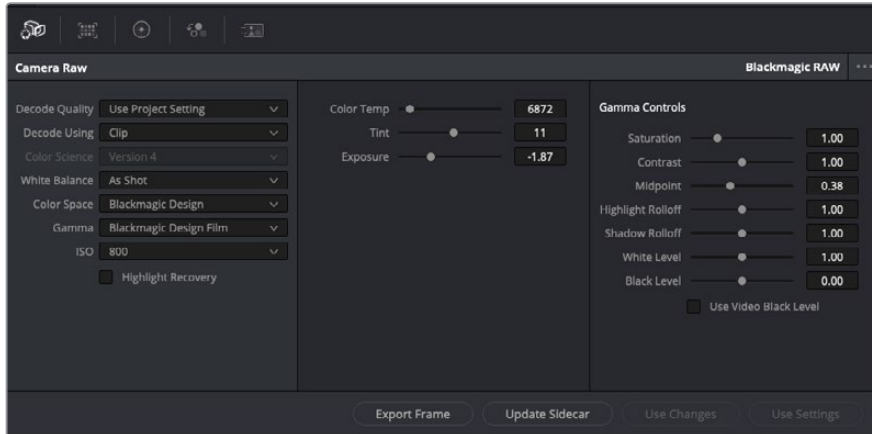 Camera Raw
Blackmagic RAW
Decode Quality Use Project Setting
Decode Using Clip
Color Science Version 4
White Balance As Shot
Color Space Blackmagic Design
Gamma Blackmagic Design Film
ISO 800
Highlight Recovery
Color Temp 6872
Tint 11
Exposure -1.87
Gamma Controls
Saturation 1.00
Contrast 1.00
Midpoint 0.38
Highlight Rolloff 1.00
Shadow Rolloff 1.00
White Level 1.00
Black Level 0.00
Use Video Black Level
Export Frame Update Sidecar Use Changes Use Settings